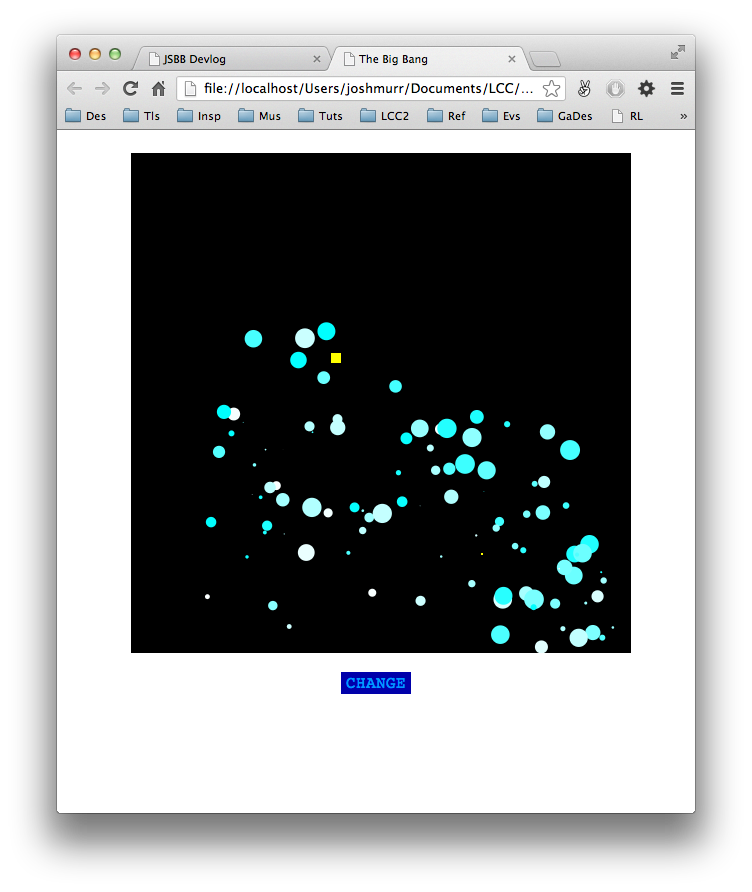 JSBB Devlog
The Big Bang
file://localhost/Users/joshmurr/Documents/LCC/...
Des Tls Insp Mus Tuts LCC2 Ref Evs GaDes RL »
CHANGE